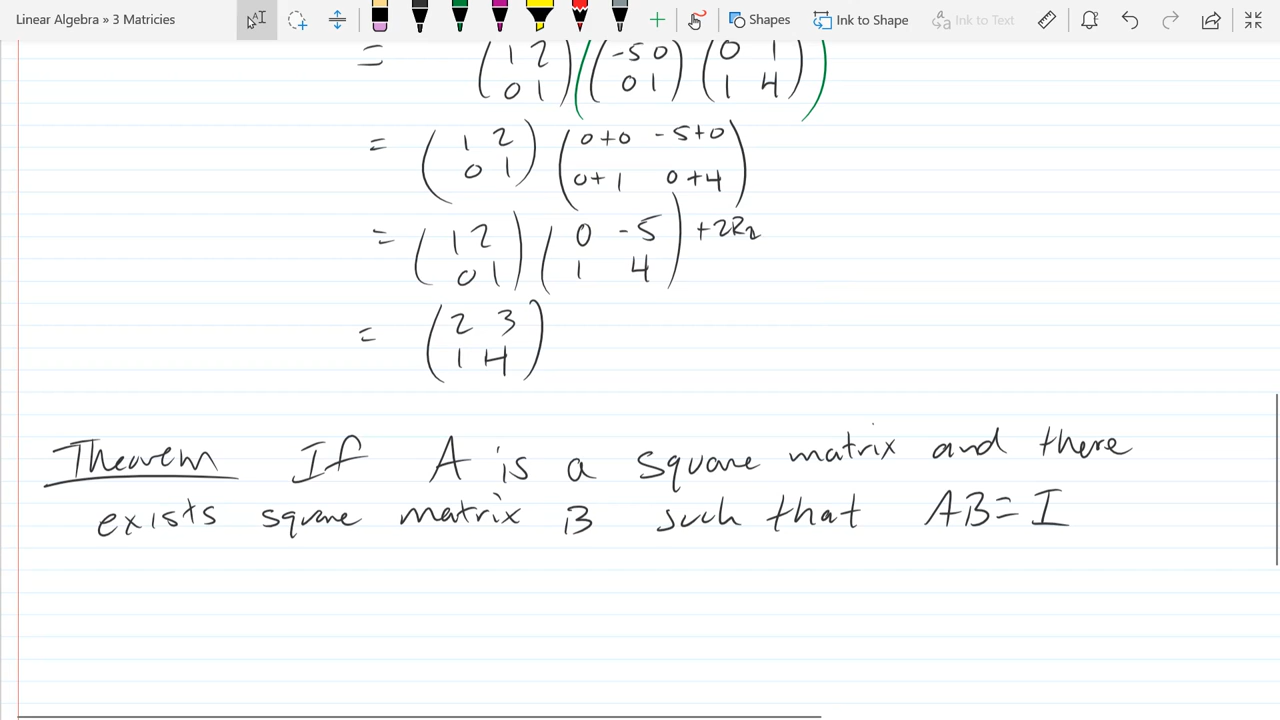 Linear Algebra » 3 Matricies Shapes Ink to Shape Ink to Text
= ( 1 2 ) ( ( -5 0 ) ( 0 1 ) )
( 0 1 ) ( 0 1 ) ( 1 4 )
= ( 1 2 ) ( 0+0 -5+0 )
( 0 1 ) ( 0+1 0+4 )
= ( 1 2 ) ( 0 -5 ) +2R₂
( 0 1 ) ( 1 4 )
= ( 2 3 )
( 1 4 )
Theorem If A is a square matrix and there
exists square matrix B such that AB=I